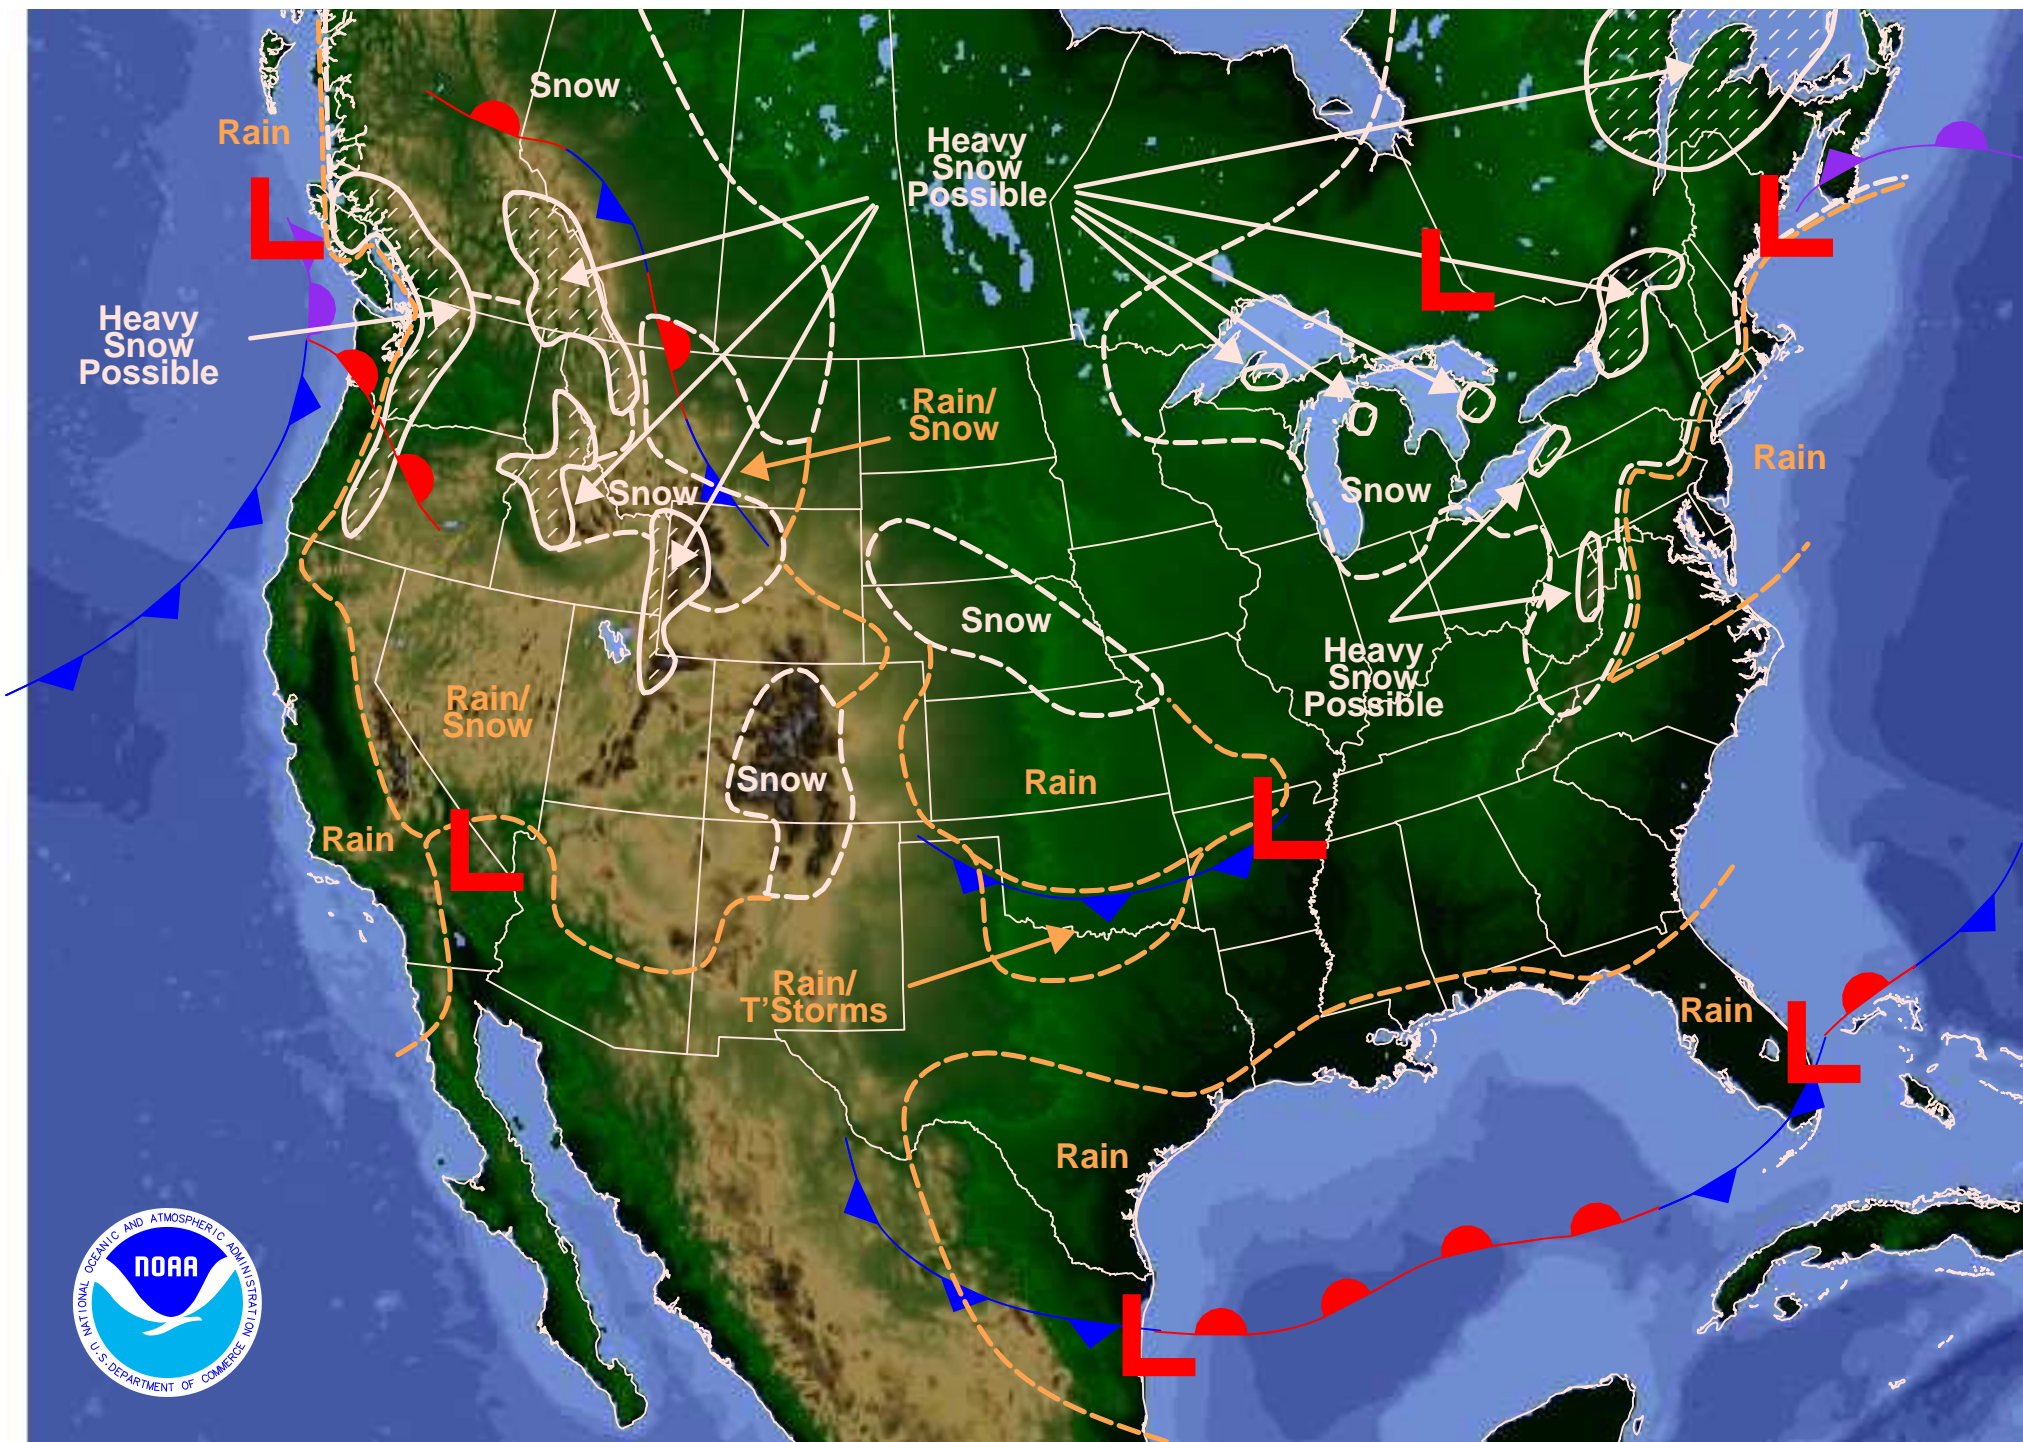 Snow
Rain
Heavy
Snow
Possible
L
L
L
Heavy
Snow
Possible
Rain/
Snow
Rain
Snow
Snow
Snow
Heavy
Snow
Possible
Rain/
Snow
Snow
Rain
Rain
L
L
Rain/
T'Storms
Rain
L
Rain
L
NATIONAL OCEANIC AND ATMOSPHERIC ADMINISTRATION
NOAA
U.S. DEPARTMENT OF COMMERCE